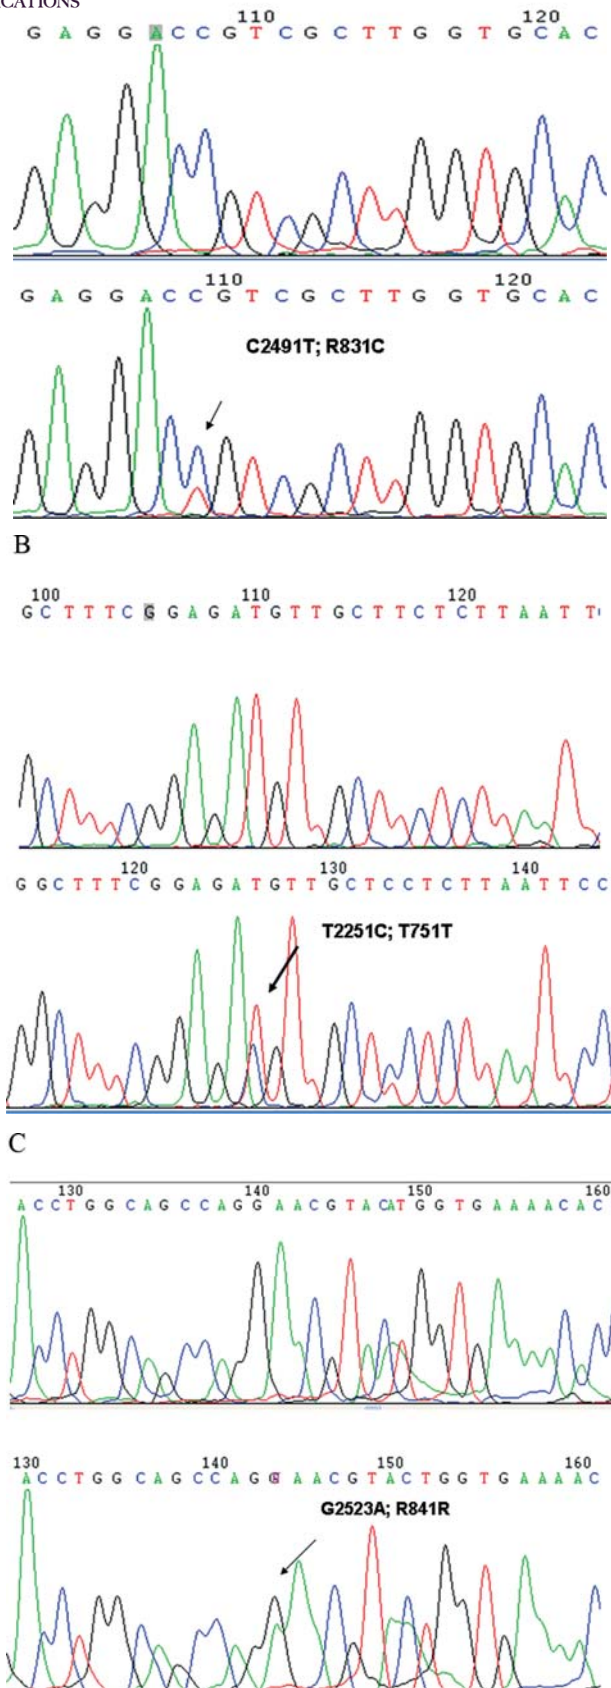 CATIONS
110 120
G A G G A C C G T C G C T T G G T G C A C
110 120
G A G G A C C G T C G C T T G G T G C A C
C2491T; R831C
B
100 110 120
G C T T T C G G A G A T G T T G C T T C T C T T A A T T
120 130 140
G G C T T T C G G A G A T G T T G C T C C T C T T A A T T C C
T2251C; T751T
C
130 140 150 160
A C C T G G C A G C C A G G A A C G T A C A T G G T G A A A A C A C
130 140 150 160
A C C T G G C A G C C A G G A A C G T A C T G G T G A A A A C
G2523A; R841R